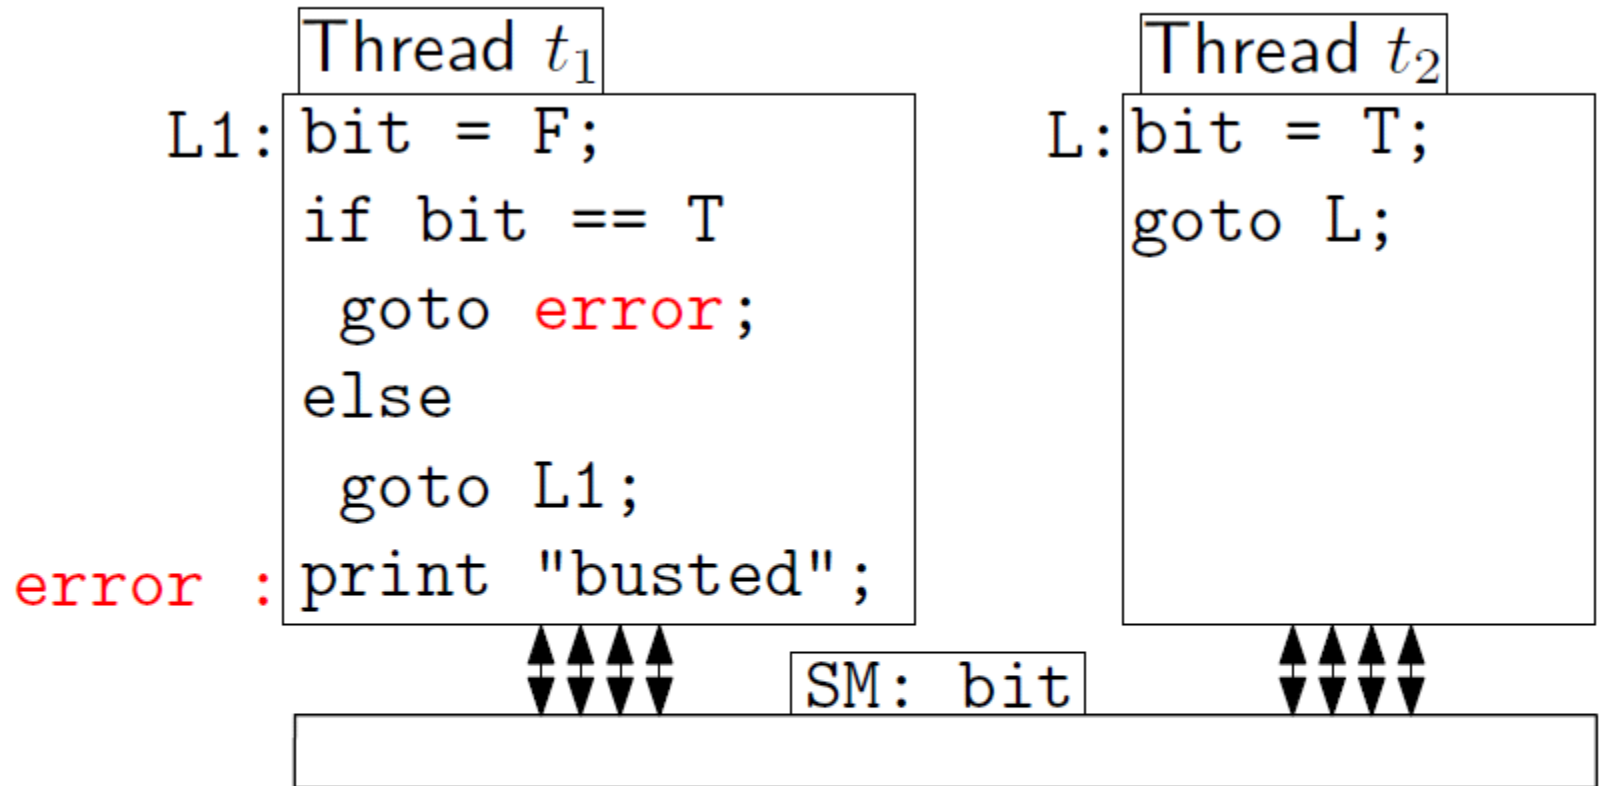 Thread t1
L1: bit = F;
if bit == T
goto error;
else
goto L1;
error : print "busted";
Thread t2
L: bit = T;
goto L;
SM: bit